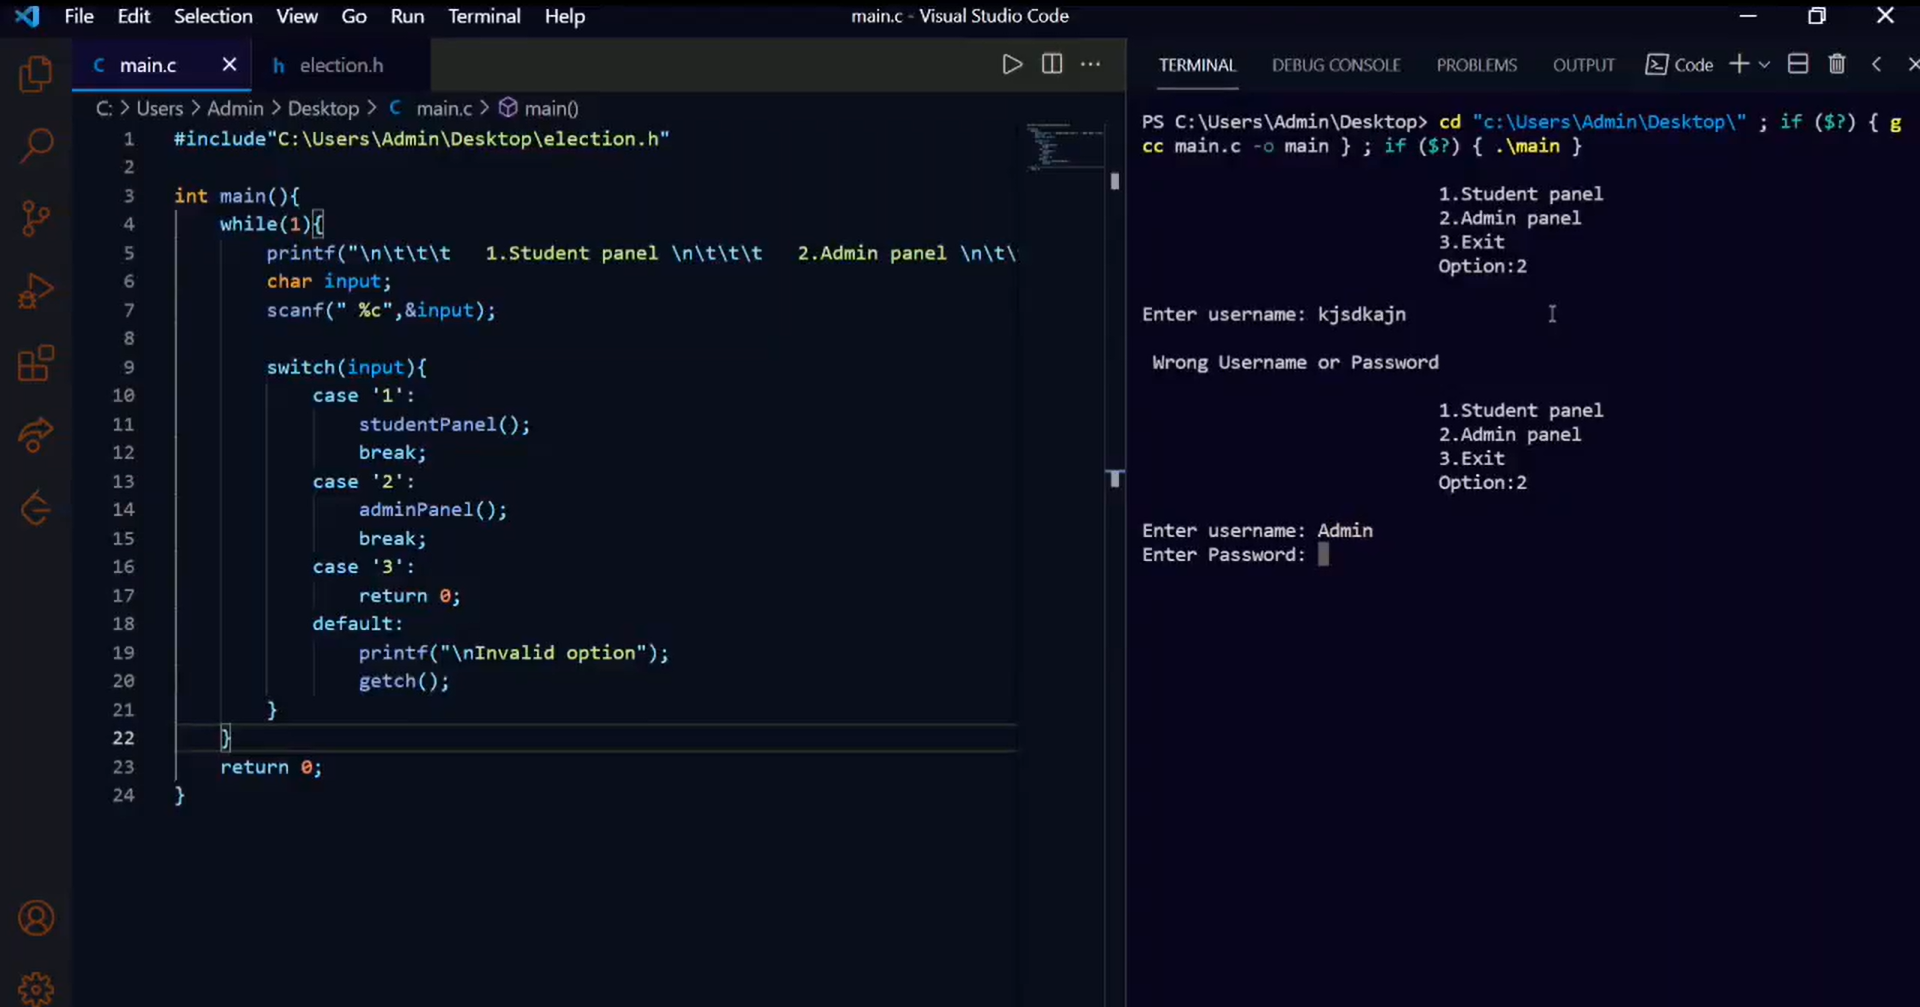 File Edit Selection View Go Run Terminal Help
main.c - Visual Studio Code
C main.c × h election.h
C: > Users > Admin > Desktop > C main.c > main()
1 #include"C:\Users\Admin\Desktop\election.h"
2
3 int main(){
4 while(1){
5 printf("\n\t\t\t 1.Student panel \n\t\t\t 2.Admin panel \n\t\
6 char input;
7 scanf(" %c",&input);
8
9 switch(input){
10 case '1':
11 studentPanel();
12 break;
13 case '2':
14 adminPanel();
15 break;
16 case '3':
17 return 0;
18 default:
19 printf("\nInvalid option");
20 getch();
21 }
22 }
23 return 0;
24 }
TERMINAL DEBUG CONSOLE PROBLEMS OUTPUT Code
PS C:\Users\Admin\Desktop> cd "c:\Users\Admin\Desktop\" ; if ($?) { g
cc main.c -o main } ; if ($?) { .\main }
1.Student panel
2.Admin panel
3.Exit
Option:2
Enter username: kjsdkajn
Wrong Username or Password
1.Student panel
2.Admin panel
3.Exit
Option:2
Enter username: Admin
Enter Password: